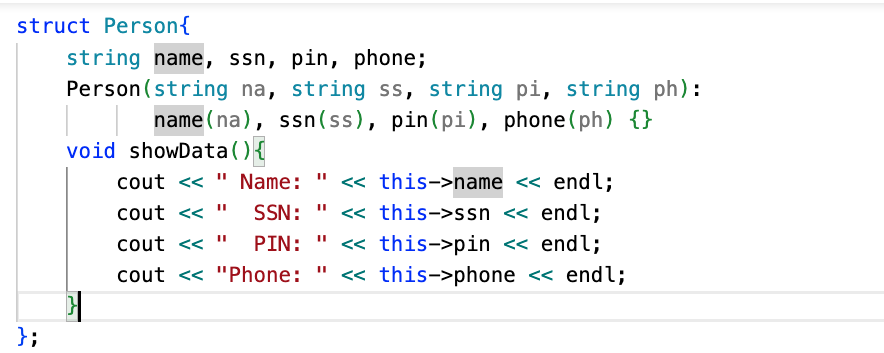 struct Person{
    string name, ssn, pin, phone;
    Person(string na, string ss, string pi, string ph):
           name(na), ssn(ss), pin(pi), phone(ph) {}
    void showData(){
        cout << " Name: " << this->name << endl;
        cout << "  SSN: " << this->ssn << endl;
        cout << "  PIN: " << this->pin << endl;
        cout << "Phone: " << this->phone << endl;
    }
};